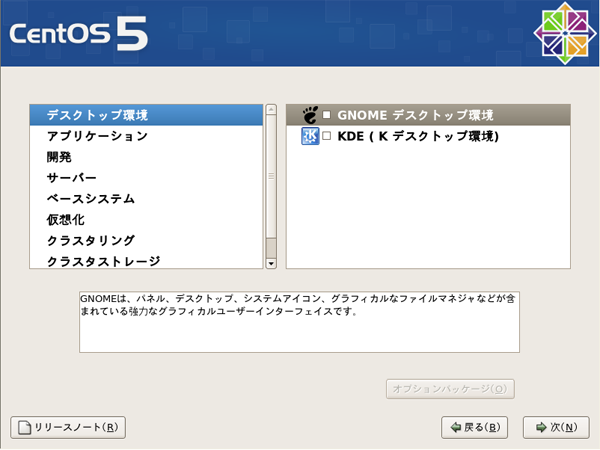 CentOS 5
デスクトップ環境
アプリケーション
開発
サーバー
ベースシステム
仮想化
クラスタリング
クラスタストレージ
GNOME デスクトップ環境
KDE ( K デスクトップ環境)
GNOMEは、パネル、デスクトップ、システムアイコン、グラフィカルなファイルマネジャなどが含
まれている強力なグラフィカルユーザーインターフェイスです。
オプションパッケージ(O)
リリースノート(R)
戻る(B)
次(N)